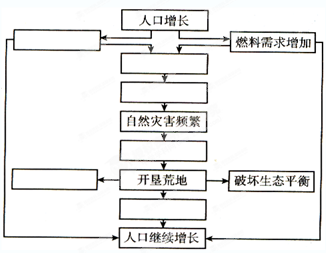 人口增长
燃料需求增加
自然灾害频繁
开垦荒地
破坏生态平衡
人口继续增长